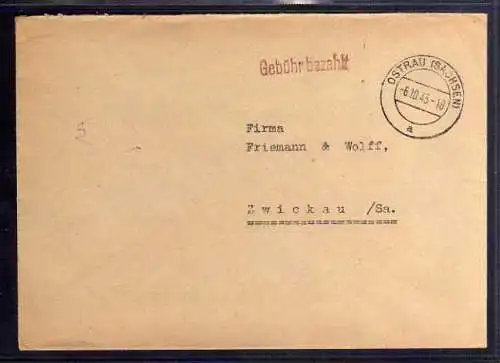 Gebühr bezahlt
OSTRAU (SACHSEN)
-6.10.45-18
a
Firma
Friemann & Wolff,
Zwickau /Sa.